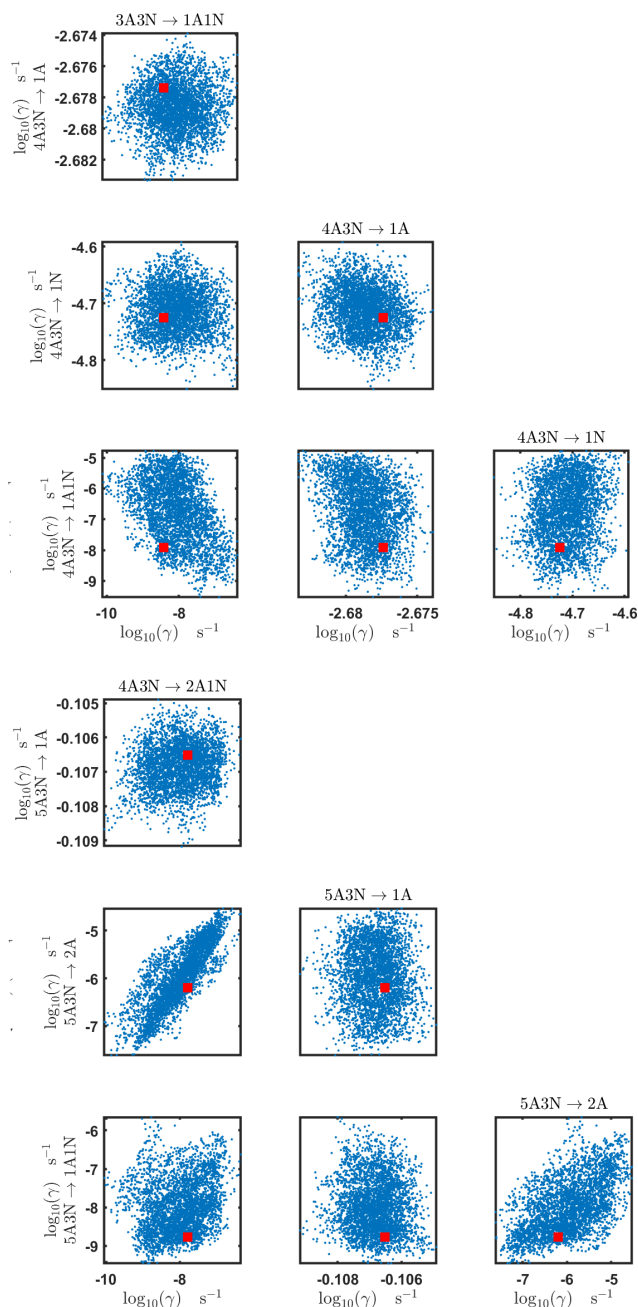 3A3N → 1A1N
log₁₀(γ) s⁻¹
4A3N → 1A
-2.674
-2.676
-2.678
-2.68
-2.682
4A3N → 1A
log₁₀(γ) s⁻¹
4A3N → 1N
-4.6
-4.7
-4.8
4A3N → 1N
log₁₀(γ) s⁻¹
4A3N → 1A1N
-5
-6
-7
-8
-9
-10 -8
-2.68 -2.675
-4.8 -4.7 -4.6
log₁₀(γ) s⁻¹
log₁₀(γ) s⁻¹
log₁₀(γ) s⁻¹
4A3N → 2A1N
log₁₀(γ) s⁻¹
5A3N → 1A
-0.105
-0.106
-0.107
-0.108
-0.109
5A3N → 1A
log₁₀(γ) s⁻¹
5A3N → 2A
-5
-6
-7
5A3N → 2A
log₁₀(γ) s⁻¹
5A3N → 1A1N
-6
-7
-8
-9
-10 -8
-0.108 -0.106
-7 -6 -5
log₁₀(γ) s⁻¹
log₁₀(γ) s⁻¹
log₁₀(γ) s⁻¹